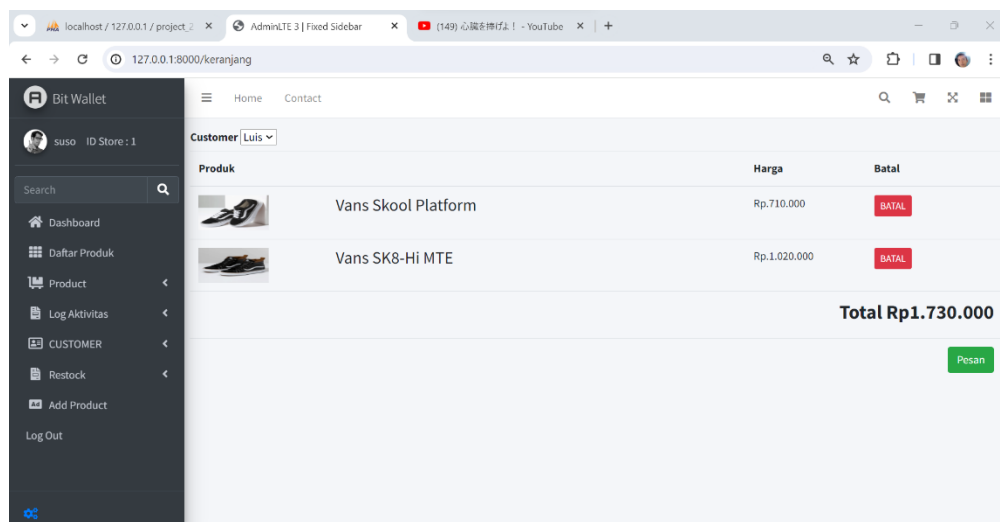 localhost / 127.0.0.1 / project_2
AdminLTE 3 | Fixed Sidebar
(149) 心臓を捧げよ！ - YouTube
127.0.0.1:8000/keranjang
Bit Wallet
Home Contact
suso ID Store : 1
Customer Luis
Search
Produk Harga Batal
Dashboard
Vans Skool Platform Rp.710.000 BATAL
Daftar Produk
Vans SK8-Hi MTE Rp.1.020.000 BATAL
Product
Log Aktivitas
Total Rp1.730.000
CUSTOMER
Pesan
Restock
Ad Add Product
Log Out